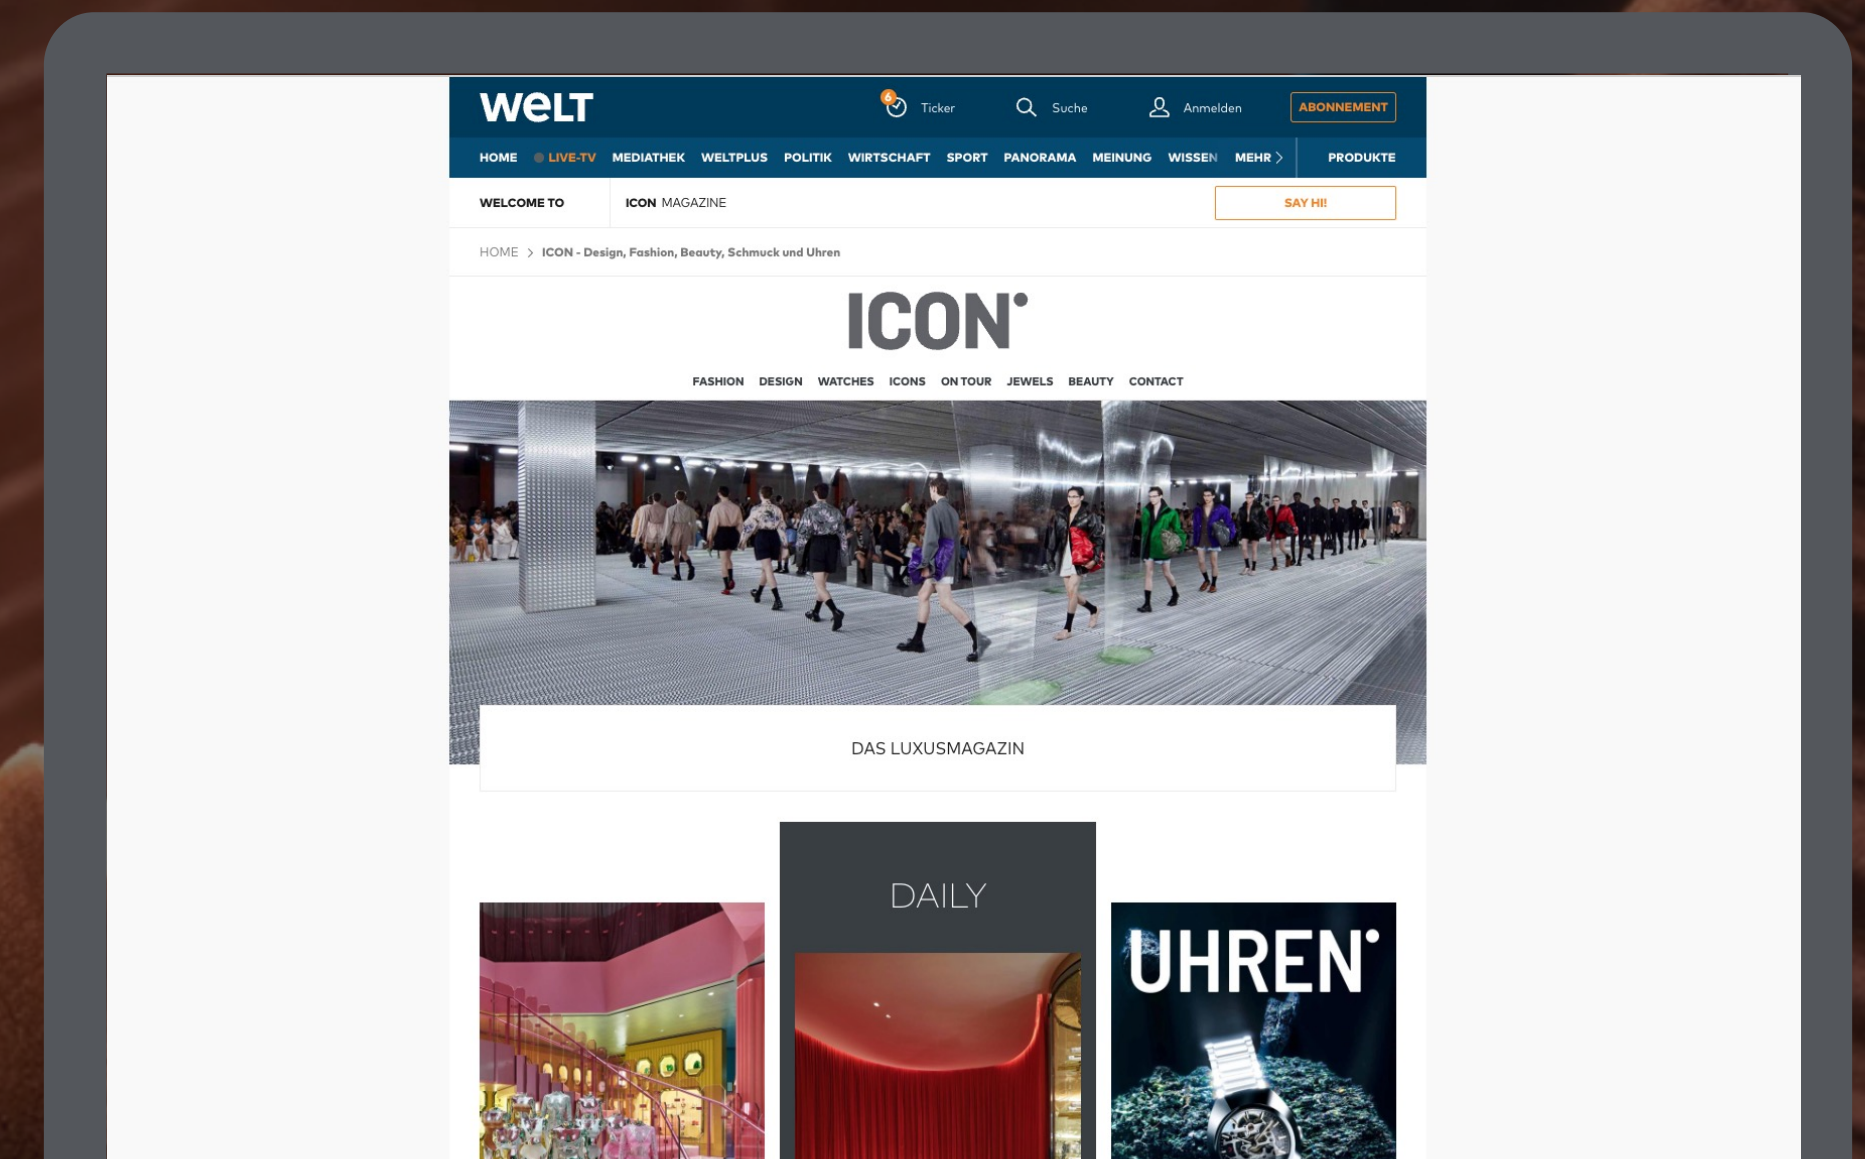 WELT
6 Ticker Suche Anmelden ABONNEMENT
HOME LIVE-TV MEDIATHEK WELTPLUS POLITIK WIRTSCHAFT SPORT PANORAMA MEINUNG WISSEN MEHR PRODUKTE
WELCOME TO ICON MAGAZINE SAY HI!
HOME > ICON - Design, Fashion, Beauty, Schmuck und Uhren
ICON
FASHION DESIGN WATCHES ICONS ON TOUR JEWELS BEAUTY CONTACT
DAS LUXUSMAGAZIN
DAILY
UHREN